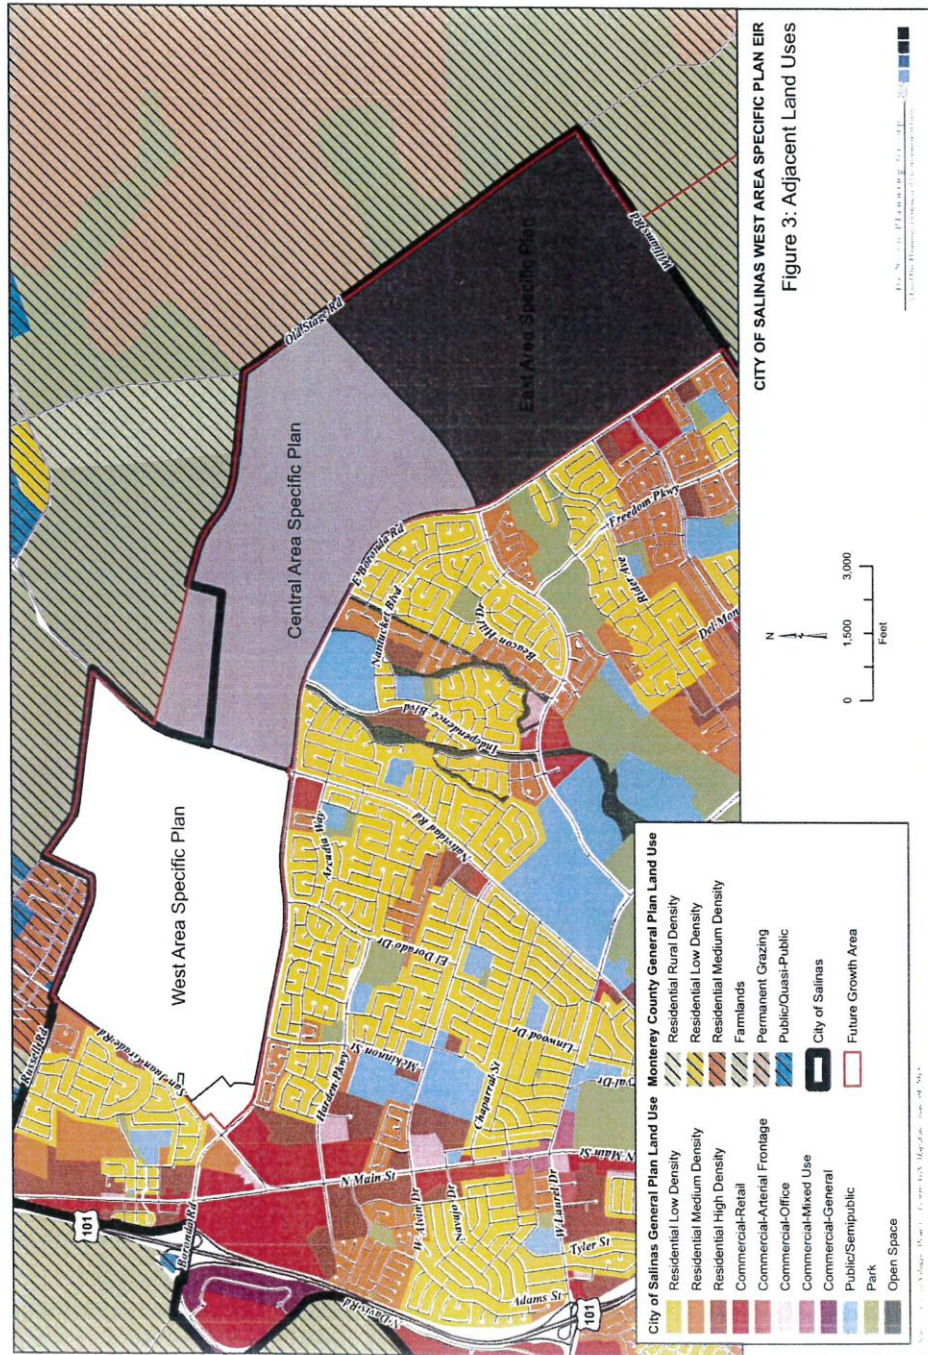 CITY OF SALINAS WEST AREA SPECIFIC PLAN EIR
Figure 3: Adjacent Land Uses
West Area Specific Plan
Central Area Specific Plan
East Area Specific Plan
Old Stage Rd
Williams Rd
Russell Rd
San Juan Grade Rd
Boronda Rd
E Boronda Rd
Nantucket Blvd
Independence Blvd
Beacon Hill Dr
Freedom Pkwy
Rider Ave
Del Mon
Natividad Rd
Arcadia Way
El Dorado Dr
McKinnon St
Harden Pkwy
Chaparral St
Linwood Dr
N Main St
N Main St
W Alvin Dr
Navajo Dr
W Laurel Dr
Tyler St
Adams St
N Davis Rd
101
101
N
0 1,500 3,000
Feet
City of Salinas General Plan Land Use
Residential Low Density
Residential Medium Density
Residential High Density
Commercial-Retail
Commercial-Arterial Frontage
Commercial-Office
Commercial-Mixed Use
Commercial-General
Public/Semipublic
Park
Open Space
Monterey County General Plan Land Use
Residential Rural Density
Residential Low Density
Residential Medium Density
Farmlands
Permanent Grazing
Public/Quasi-Public
City of Salinas
Future Growth Area